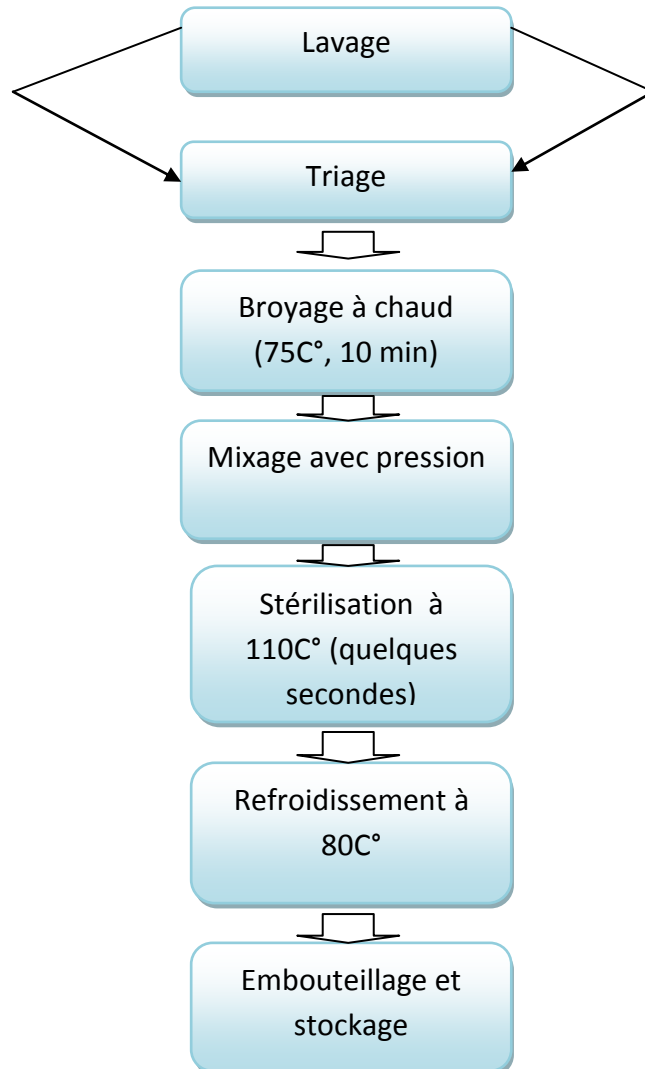 Lavage
Triage
Broyage à chaud
(75C°, 10 min)
Mixage avec pression
Stérilisation à
110C° (quelques
secondes)
Refroidissement à
80C°
Embouteillage et
stockage